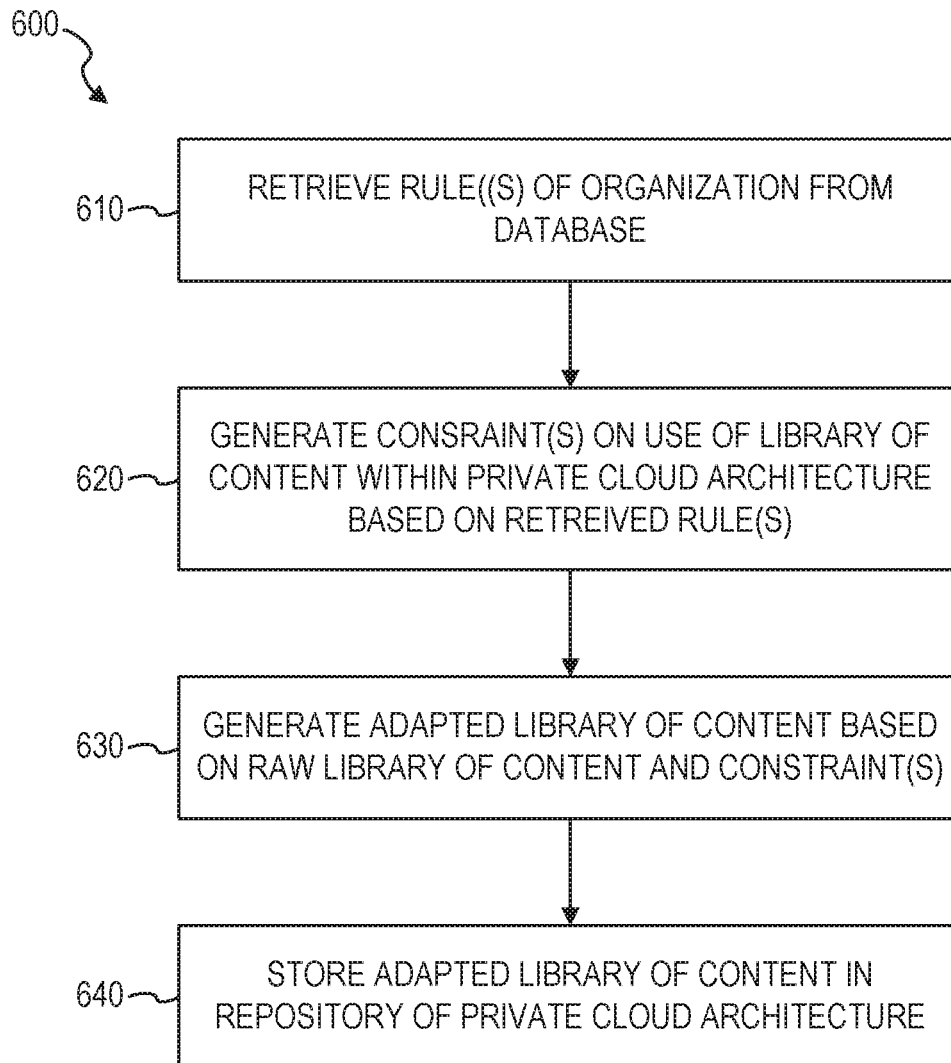 600
610
RETRIEVE RULE((S) OF ORGANIZATION FROM
DATABASE
620
GENERATE CONSRAINT(S) ON USE OF LIBRARY OF
CONTENT WITHIN PRIVATE CLOUD ARCHITECTURE
BASED ON RETREIVED RULE(S)
630
GENERATE ADAPTED LIBRARY OF CONTENT BASED
ON RAW LIBRARY OF CONTENT AND CONSTRAINT(S)
640
STORE ADAPTED LIBRARY OF CONTENT IN
REPOSITORY OF PRIVATE CLOUD ARCHITECTURE